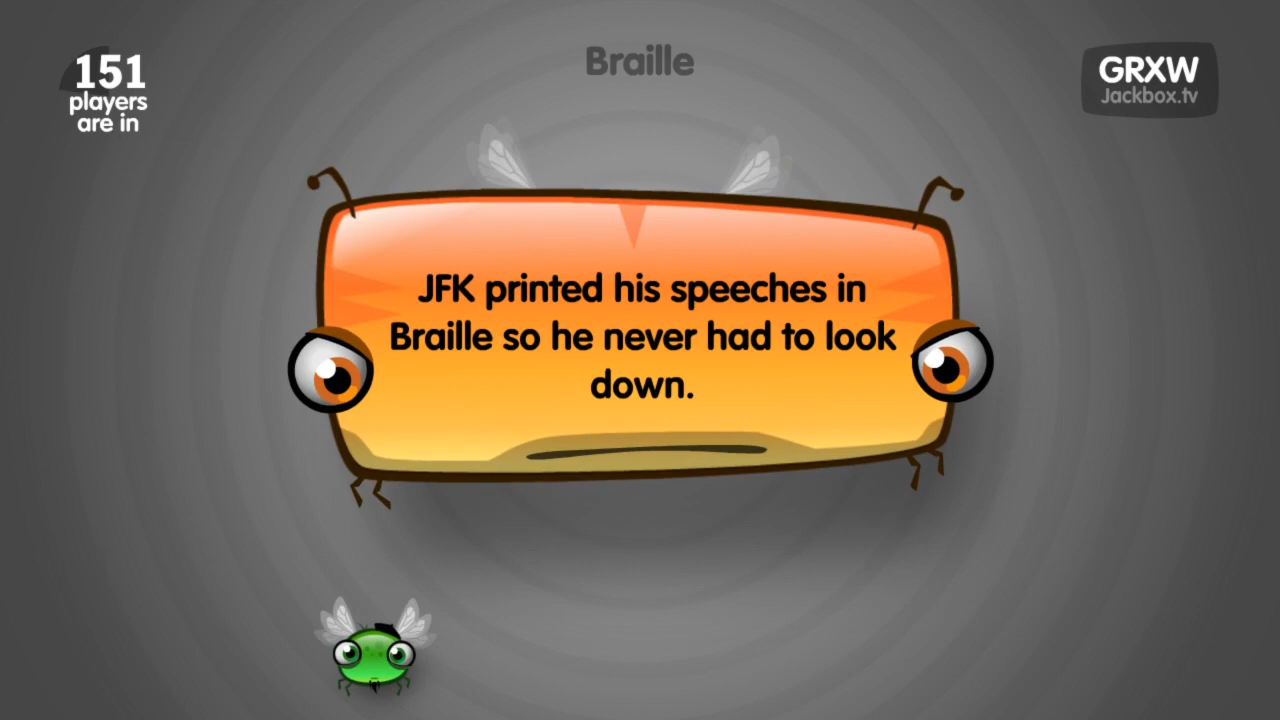 Braille
151
players
are in
GRXW
Jackbox.tv
JFK printed his speeches in
Braille so he never had to look
down.